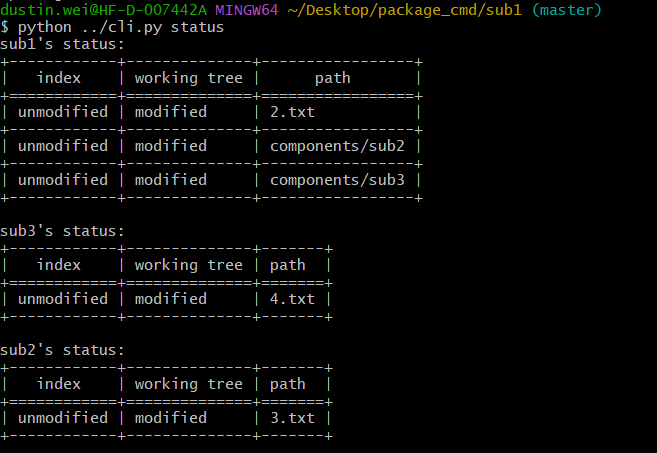 dustin.wei@HF-D-007442A MINGW64 ~/Desktop/package_cmd/sub1 (master)
$ python ../cli.py status
sub1's status:
+------------+--------------+-----------------+
|   index    | working tree |      path       |
+============+==============+=================+
| unmodified | modified     | 2.txt           |
+------------+--------------+-----------------+
| unmodified | modified     | components/sub2 |
+------------+--------------+-----------------+
| unmodified | modified     | components/sub3 |
+------------+--------------+-----------------+

sub3's status:
+------------+--------------+-------+
|   index    | working tree | path  |
+============+==============+=======+
| unmodified | modified     | 4.txt |
+------------+--------------+-------+

sub2's status:
+------------+--------------+-------+
|   index    | working tree | path  |
+============+==============+=======+
| unmodified | modified     | 3.txt |
+------------+--------------+-------+